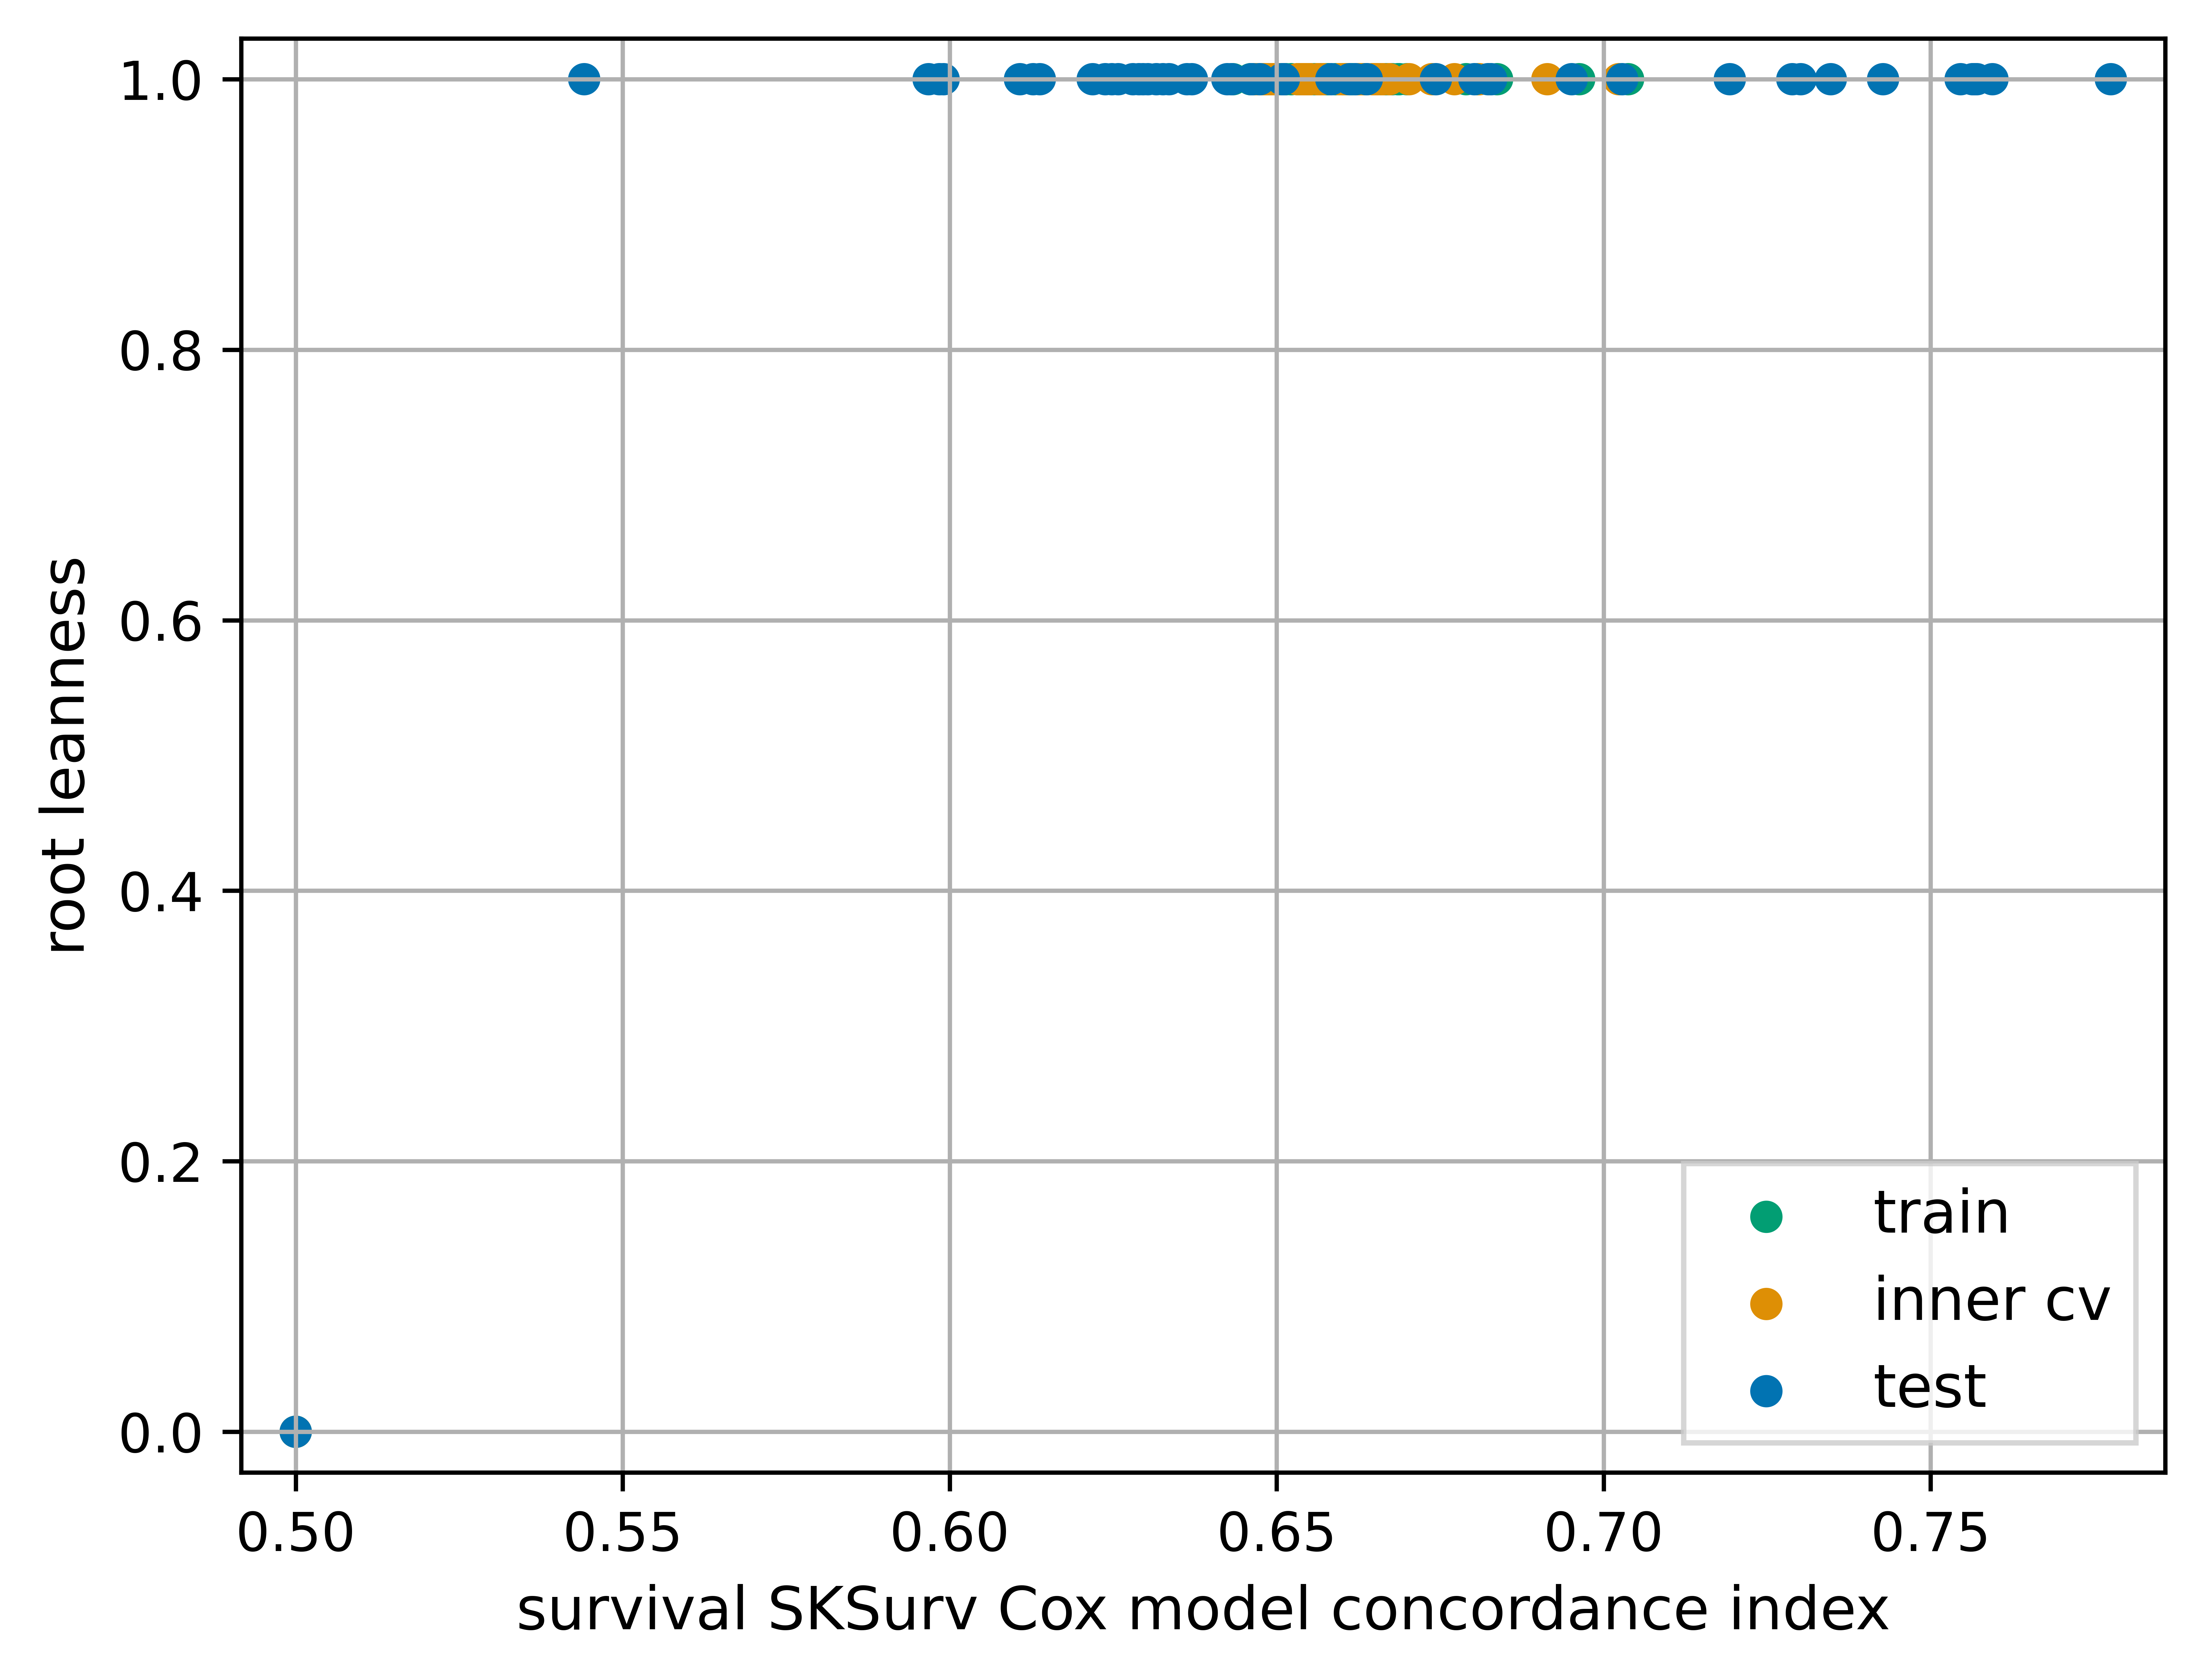 1.0
0.8
0.6
0.4
0.2
0.0
root leanness
train
inner cv
test
0.50 0.55 0.60 0.65 0.70 0.75
survival SKSurv Cox model concordance index